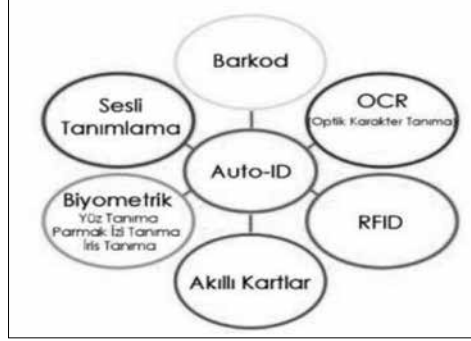 Barkod
Sesli
Tanımlama
OCR
(Optik Karakter Tanıma)
Auto-ID
Biyometrik
Yüz Tanıma
Parmak İzi Tanıma
İris Tanıma
RFID
Akıllı Kartlar